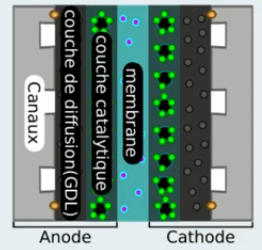 Canaux
couche de diffusion(GDL)
couche catalytique
membrane
Anode
Cathode